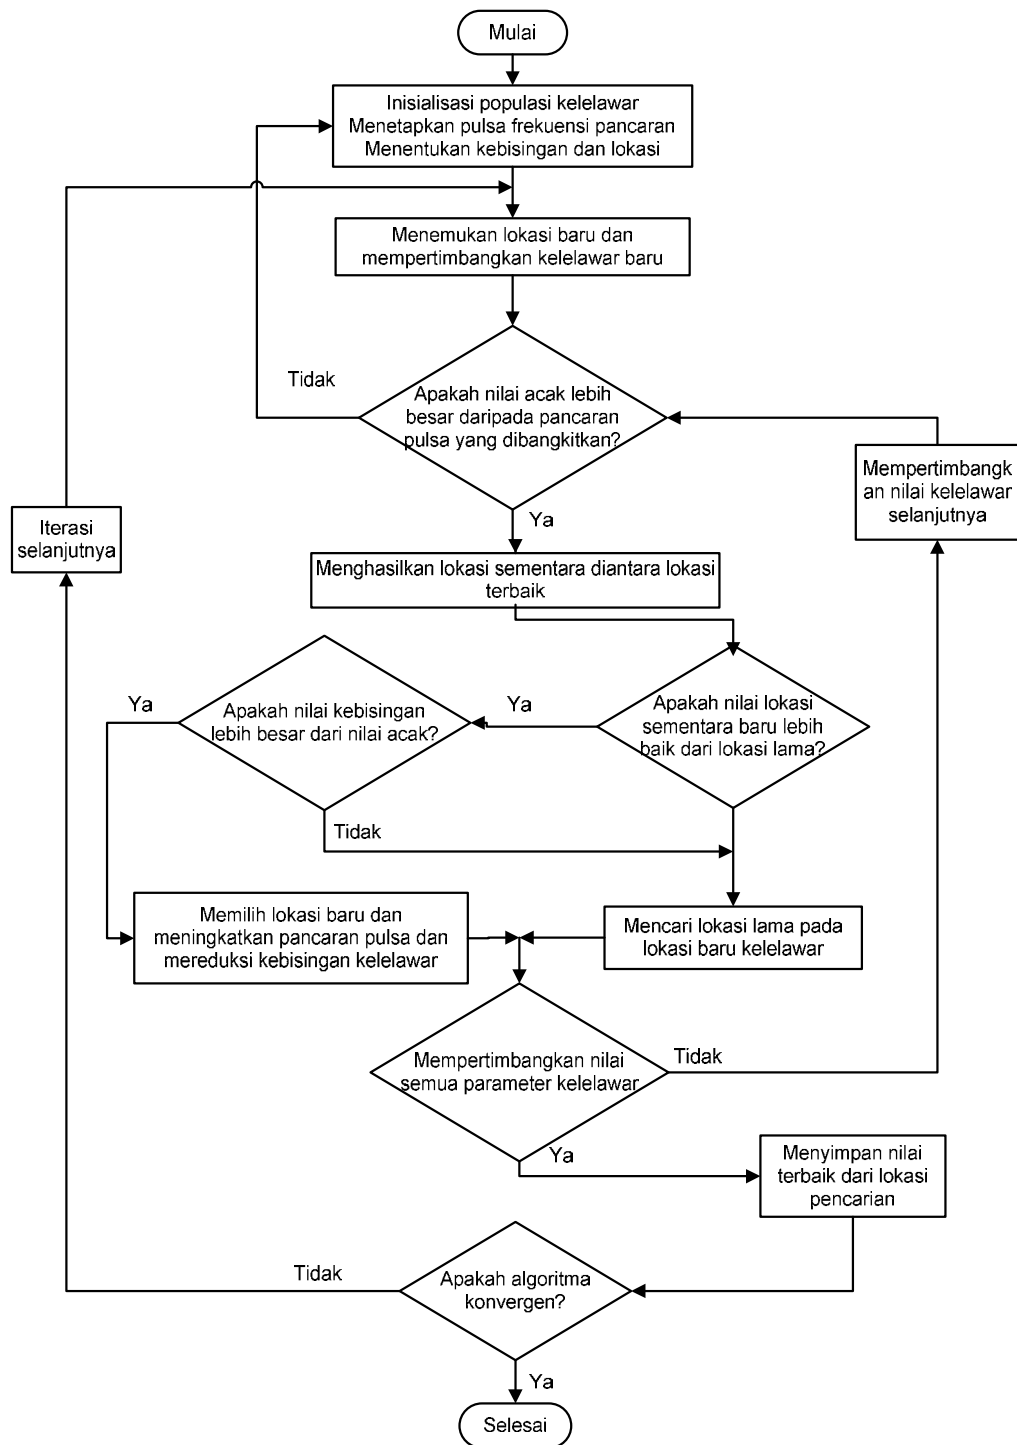 Mulai
Inisialisasi populasi kelelawar
Menetapkan pulsa frekuensi pancaran
Menentukan kebisingan dan lokasi
Menemukan lokasi baru dan
mempertimbangkan kelelawar baru
Tidak
Apakah nilai acak lebih
besar daripada pancaran
pulsa yang dibangkitkan?
Mempertimbangk
an nilai kelelawar
selanjutnya
Iterasi
selanjutnya
Ya
Menghasilkan lokasi sementara diantara lokasi
terbaik
Ya
Apakah nilai kebisingan
lebih besar dari nilai acak?
Ya
Apakah nilai lokasi
sementara baru lebih
baik dari lokasi lama?
Tidak
Memilih lokasi baru dan
meningkatkan pancaran pulsa dan
mereduksi kebisingan kelelawar
Mencari lokasi lama pada
lokasi baru kelelawar
Mempertimbangkan nilai
semua parameter kelelawar
Tidak
Ya
Menyimpan nilai
terbaik dari lokasi
pencarian
Tidak
Apakah algoritma
konvergen?
Ya
Selesai